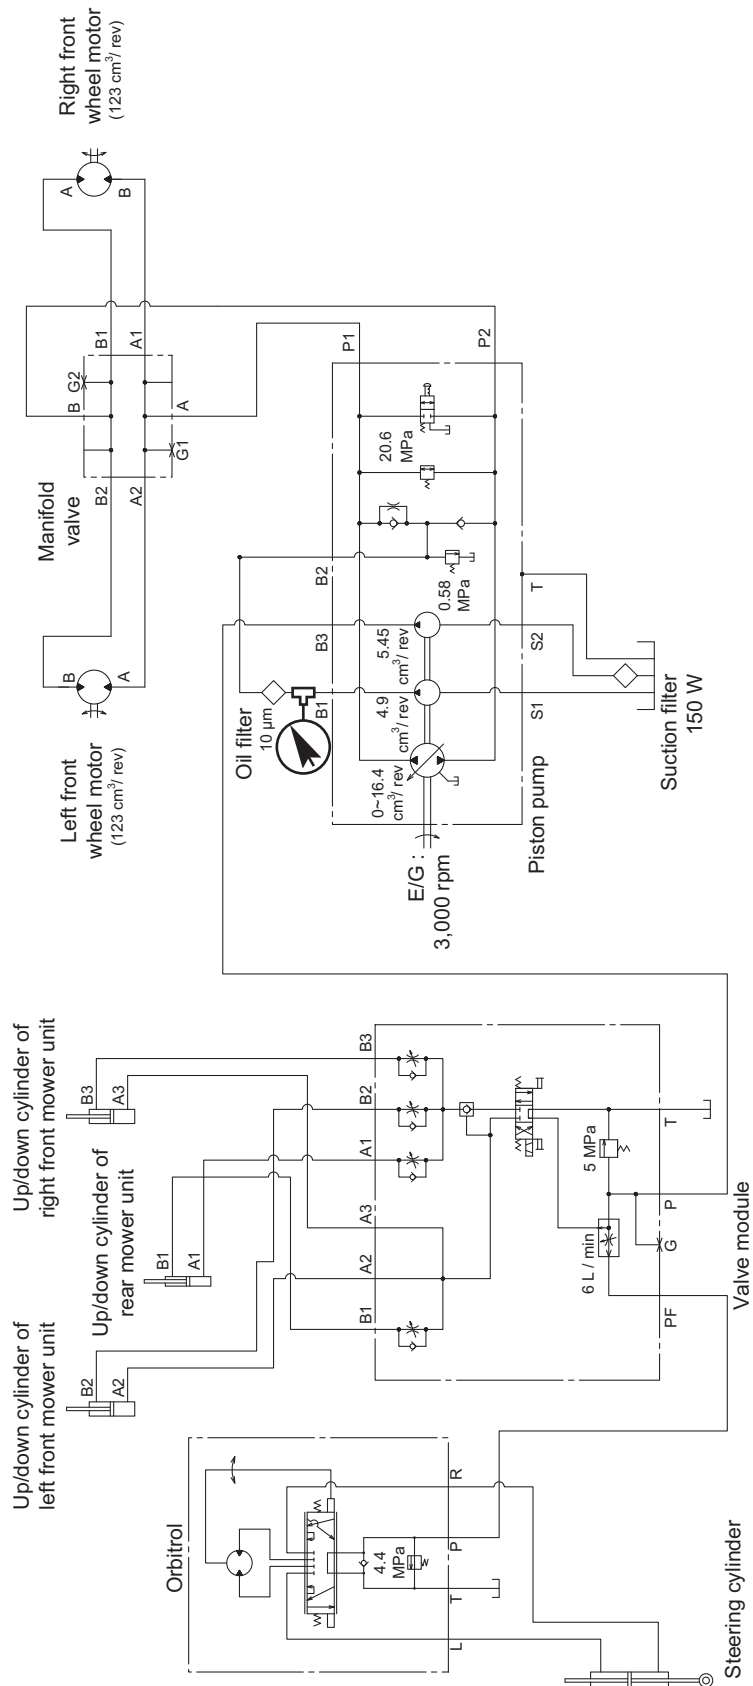 Right front
wheel motor
(123 cm³/ rev)
A
B
Manifold
valve
B1
A1
G2
B
A
G1
B2
A2
Left front
wheel motor
(123 cm³/ rev)
B
A
P1
P2
20.6
MPa
0.58
MPa
B2
B3
B1
Oil filter
10 µm
5.45
cm³/ rev
4.9
cm³/ rev
0~16.4
cm³/ rev
T
S2
S1
Suction filter
150 W
Piston pump
E/G :
3,000 rpm
Up/down cylinder of
right front mower unit
B3
A3
Up/down cylinder of
rear mower unit
B1
A1
Up/down cylinder of
left front mower unit
B2
A2
B3
B2
A1
A3
A2
B1
5 MPa
6 L / min
T
P
G
PF
Valve module
Orbitrol
4.4
MPa
R
P
T
L
Steering cylinder